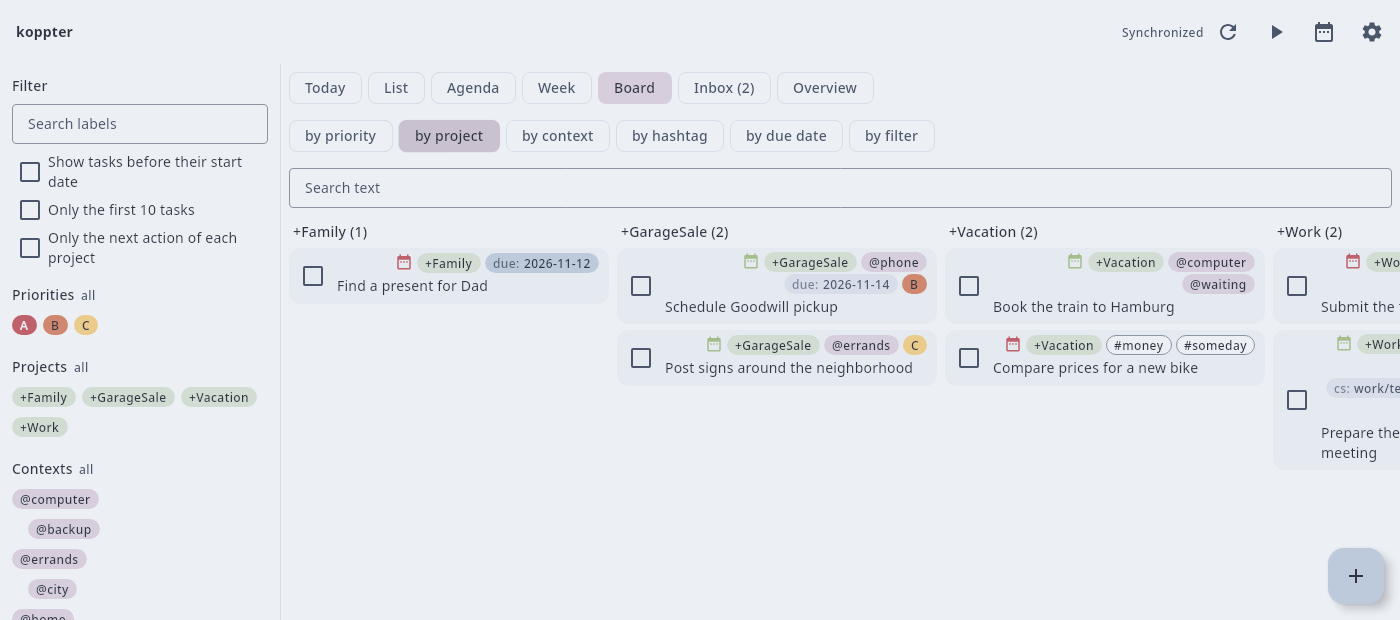 koppter
Synchronized
Filter
Search labels
Show tasks before their start
date
Only the first 10 tasks
Only the next action of each
project
Priorities all
A B C
Projects all
+Family +GarageSale +Vacation
+Work
Contexts all
@computer
@backup
@errands
@city
@home
Today List Agenda Week Board Inbox (2) Overview
by priority by project by context by hashtag by due date by filter
Search text
+Family (1)
+Family due: 2026-11-12
Find a present for Dad
+GarageSale (2)
+GarageSale @phone
due: 2026-11-14 B
Schedule Goodwill pickup
+GarageSale @errands C
Post signs around the neighborhood
+Vacation (2)
+Vacation @computer
@waiting
Book the train to Hamburg
+Vacation #money #someday
Compare prices for a new bike
+Work (2)
+Wo
Submit the
+Work
cs: work/te
Prepare the
meeting